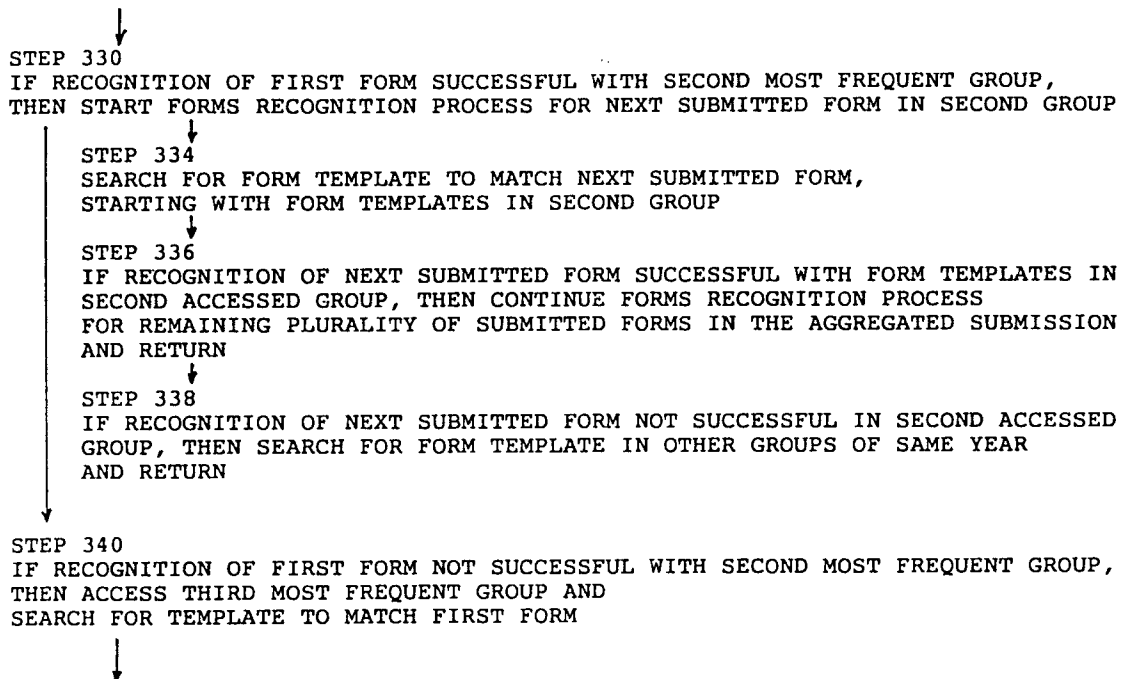 STEP 330
IF RECOGNITION OF FIRST FORM SUCCESSFUL WITH SECOND MOST FREQUENT GROUP,
THEN START FORMS RECOGNITION PROCESS FOR NEXT SUBMITTED FORM IN SECOND GROUP
STEP 334
SEARCH FOR FORM TEMPLATE TO MATCH NEXT SUBMITTED FORM,
STARTING WITH FORM TEMPLATES IN SECOND GROUP
STEP 336
IF RECOGNITION OF NEXT SUBMITTED FORM SUCCESSFUL WITH FORM TEMPLATES IN
SECOND ACCESSED GROUP, THEN CONTINUE FORMS RECOGNITION PROCESS
FOR REMAINING PLURALITY OF SUBMITTED FORMS IN THE AGGREGATED SUBMISSION
AND RETURN
STEP 338
IF RECOGNITION OF NEXT SUBMITTED FORM NOT SUCCESSFUL IN SECOND ACCESSED
GROUP, THEN SEARCH FOR FORM TEMPLATE IN OTHER GROUPS OF SAME YEAR
AND RETURN
STEP 340
IF RECOGNITION OF FIRST FORM NOT SUCCESSFUL WITH SECOND MOST FREQUENT GROUP,
THEN ACCESS THIRD MOST FREQUENT GROUP AND
SEARCH FOR TEMPLATE TO MATCH FIRST FORM